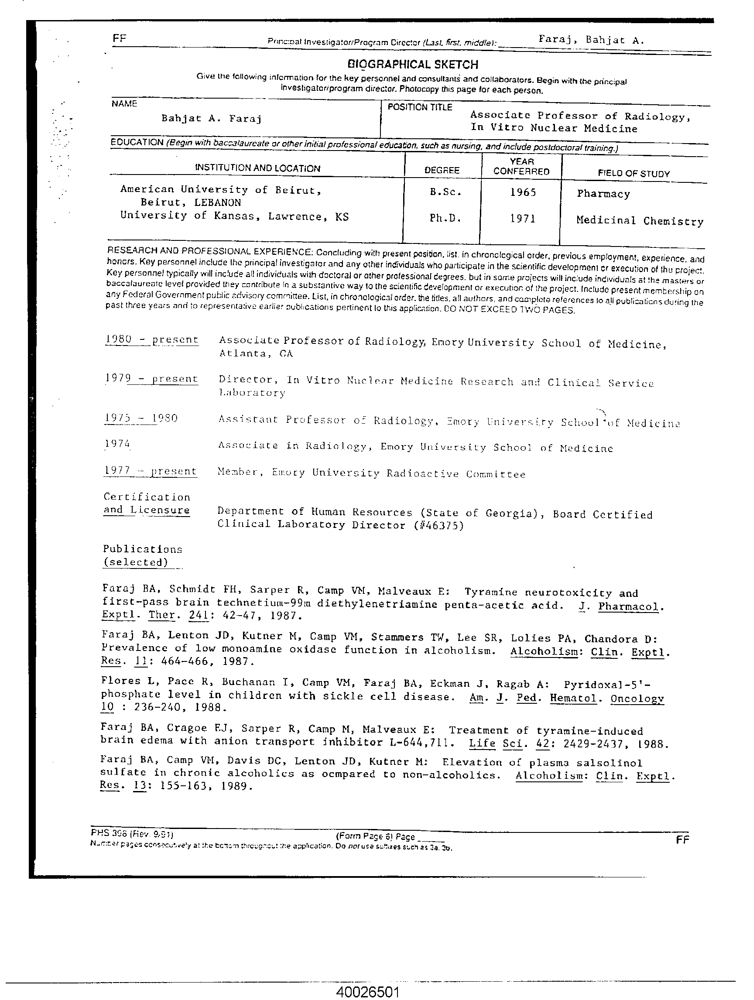 FF Principal Investigator/Program Director (Last, first, middle): Faraj, Bahjat A.
BIOGRAPHICAL SKETCH
Give the following information for the key personnel and consultants and collaborators. Begin with the principal
investigator/program director. Photocopy this page for each person.
NAME POSITION TITLE
Bahjat A. Faraj Associate Professor of Radiology,
In Vitro Nuclear Medicine
EDUCATION (Begin with baccalaureate or other initial professional education, such as nursing, and include postdoctoral training.)
INSTITUTION AND LOCATION DEGREE YEAR CONFERRED FIELD OF STUDY
American University of Beirut, B.Sc. 1965 Pharmacy
Beirut, LEBANON
University of Kansas, Lawrence, KS Ph.D. 1971 Medicinal Chemistry
RESEARCH AND PROFESSIONAL EXPERIENCE: Concluding with present position, list, in chronological order, previous employment, experience, and
honors. Key personnel include the principal investigator and any other individuals who participate in the scientific development or execution of the project.
Key personnel typically will include all individuals with doctoral or other professional degrees, but in some projects will include individuals at the masters or
baccalaureate level provided they contribute in a substantive way to the scientific development or execution of the project. Include present membership on
any Federal Government public advisory committee. List, in chronological order, the titles, all authors, and complete references to all publications during the
past three years and to representative earlier publications pertinent to this application. DO NOT EXCEED TWO PAGES.
1980 - present Associate Professor of Radiology, Emory University School of Medicine,
Atlanta, GA
1979 - present Director, In Vitro Nuclear Medicine Research and Clinical Service
Laboratory
1975 - 1980 Assistant Professor of Radiology, Emory University School of Medicine
1974 Associate in Radiology, Emory University School of Medicine
1977 - present Member, Emory University Radioactive Committee
Certification
and Licensure Department of Human Resources (State of Georgia), Board Certified
Clinical Laboratory Director (#46375)
Publications
(selected)
Faraj BA, Schmidt FH, Sarper R, Camp VM, Malveaux E: Tyramine neurotoxicity and
first-pass brain technetium-99m diethylenetriamine penta-acetic acid. J. Pharmacol.
Exptl. Ther. 241: 42-47, 1987.
Faraj BA, Lenton JD, Kutner M, Camp VM, Stammers TW, Lee SR, Lolies PA, Chandora D:
Prevalence of low monoamine oxidase function in alcoholism. Alcoholism: Clin. Exptl.
Res. 11: 464-466, 1987.
Flores L, Pace R, Buchanan I, Camp VM, Faraj BA, Eckman J, Ragab A: Pyridoxal-5'-
phosphate level in children with sickle cell disease. Am. J. Ped. Hematol. Oncology
10 : 236-240, 1988.
Faraj BA, Cragoe EJ, Sarper R, Camp M, Malveaux E: Treatment of tyramine-induced
brain edema with anion transport inhibitor L-644,711. Life Sci. 42: 2429-2437, 1988.
Faraj BA, Camp VM, Davis DC, Lenton JD, Kutner M: Elevation of plasma salsolinol
sulfate in chronic alcoholics as ocmpared to non-alcoholics. Alcoholism: Clin. Exptl.
Res. 13: 155-163, 1989.
PHS 398 (Rev. 9/91) (Form Page 6) Page FF
Number pages consecutively at the bottom throughout the application. Do not use suffixes such as 3a, 3b.
40026501